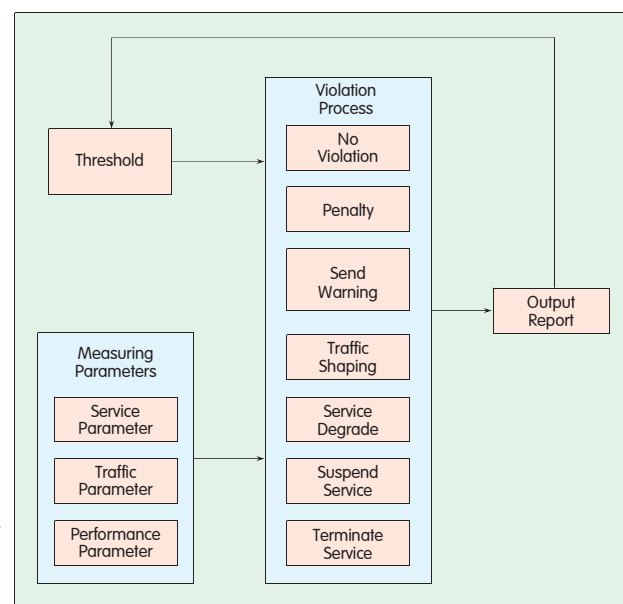 Violation
Process
No
Violation
Threshold
Penalty
Send
Warning
Output
Report
Measuring
Parameters
Traffic
Shaping
Service
Parameter
Service
Degrade
Traffic
Parameter
Suspend
Service
Performance
Parameter
Terminate
Service